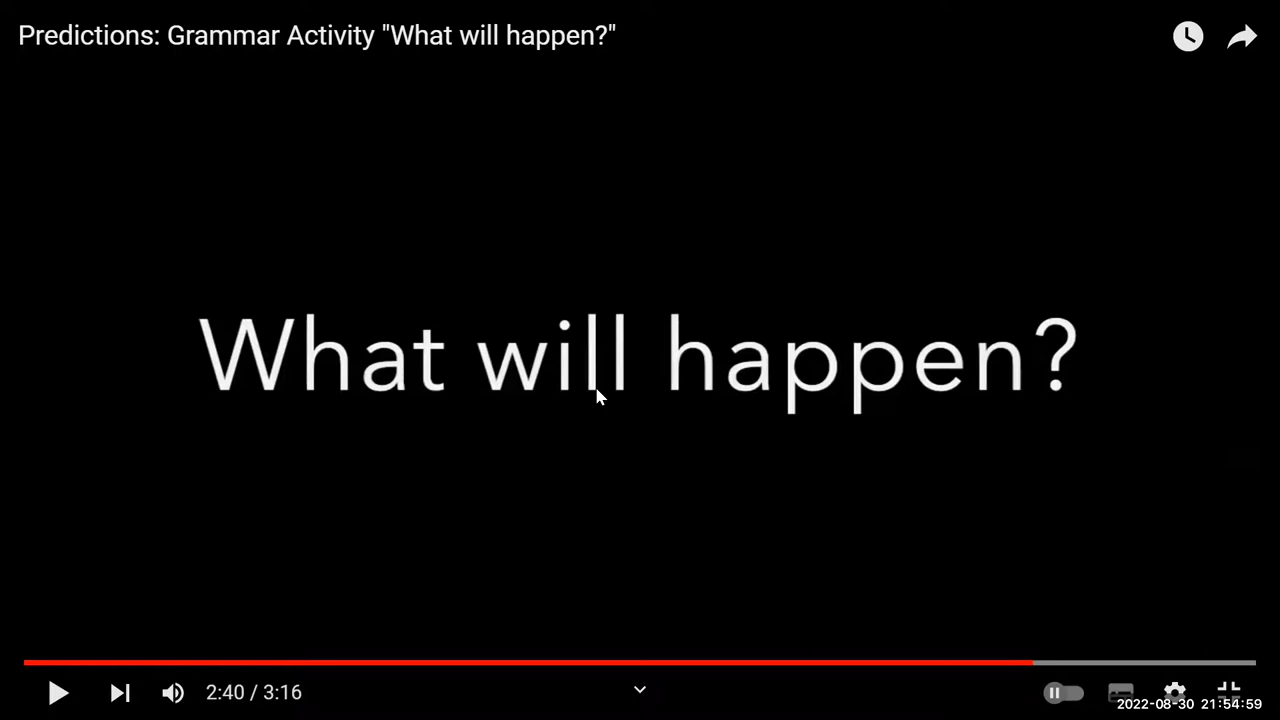 Predictions: Grammar Activity "What will happen?"
What will happen?
2:40 / 3:16
2022-08-30 21:54:59